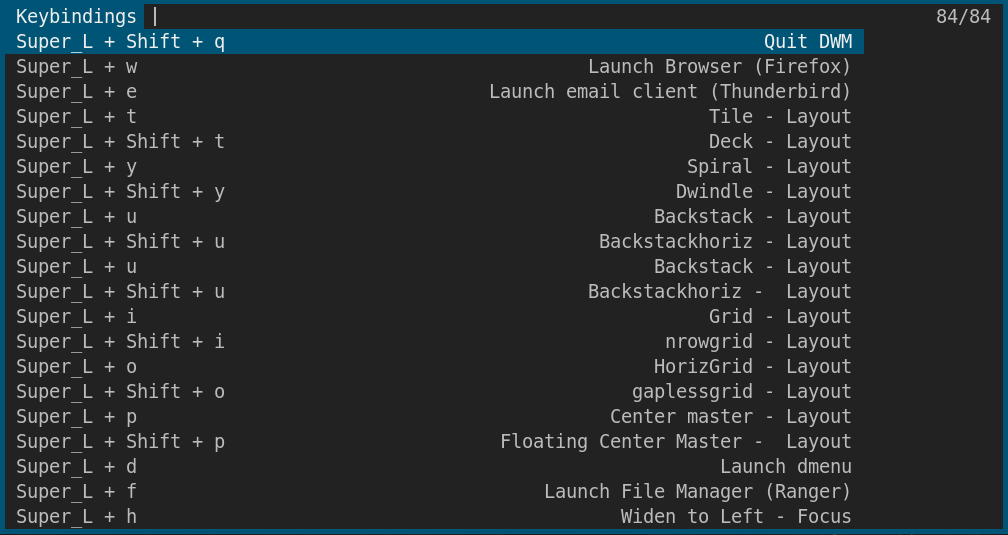 Keybindings 84/84
Super_L + Shift + q Quit DWM
Super_L + w Launch Browser (Firefox)
Super_L + e Launch email client (Thunderbird)
Super_L + t Tile - Layout
Super_L + Shift + t Deck - Layout
Super_L + y Spiral - Layout
Super_L + Shift + y Dwindle - Layout
Super_L + u Backstack - Layout
Super_L + Shift + u Backstackhoriz - Layout
Super_L + u Backstack - Layout
Super_L + Shift + u Backstackhoriz -  Layout
Super_L + i Grid - Layout
Super_L + Shift + i nrowgrid - Layout
Super_L + o HorizGrid - Layout
Super_L + Shift + o gaplessgrid - Layout
Super_L + p Center master - Layout
Super_L + Shift + p Floating Center Master -  Layout
Super_L + d Launch dmenu
Super_L + f Launch File Manager (Ranger)
Super_L + h Widen to Left - Focus